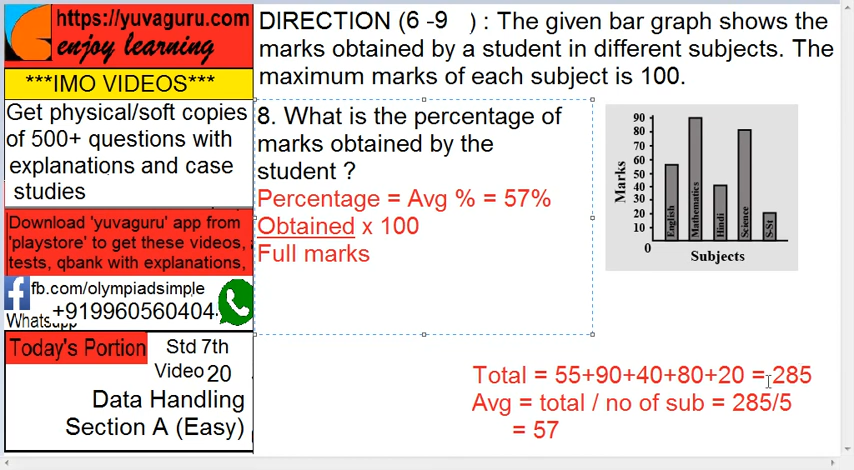 https://yuvaguru.com
enjoy learning
***IMO VIDEOS***
Get physical/soft copies
of 500+ questions with
explanations and case
studies
Download 'yuvaguru' app from
'playstore' to get these videos,
tests, qbank with explanations,
fb.com/olympiadsimple
+919960560404
Whatsupp
Today's Portion
Std 7th
Video 20
Data Handling
Section A (Easy)
DIRECTION (6 -9 ) : The given bar graph shows the
marks obtained by a student in different subjects. The
maximum marks of each subject is 100.
8. What is the percentage of
marks obtained by the
student ?
Percentage = Avg % = 57%
Obtained x 100
Full marks
90
80
70
60
50
40
30
20
10
0
Marks
English
Mathematics
Hindi
Science
S-St
Subjects
Total = 55+90+40+80+20 = 285
Avg = total / no of sub = 285/5
= 57